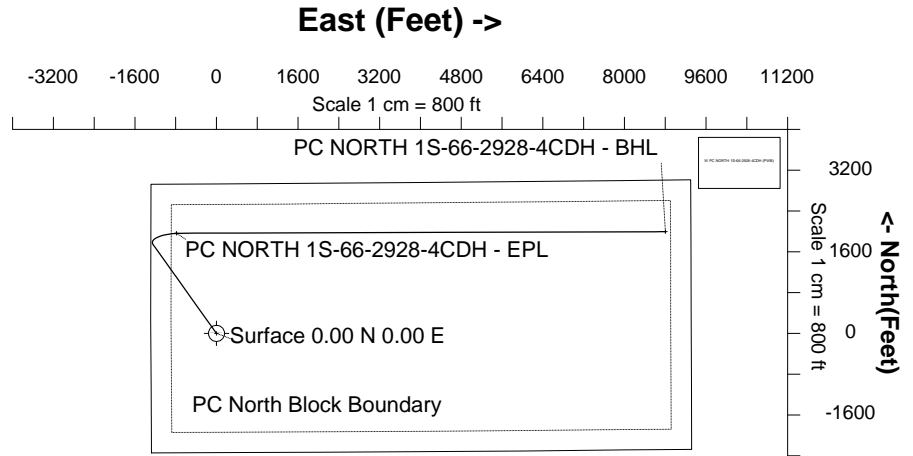 East (Feet) ->
-3200 -1600 0 1600 3200 4800 6400 8000 9600 11200
Scale 1 cm = 800 ft
PC NORTH 1S-66-2928-4CDH - BHL
3200
PC NORTH 1S-66-2928-4CDH - EPL
1600
Surface 0.00 N 0.00 E
0
PC North Block Boundary
-1600
Scale 1 cm = 800 ft
<- North(Feet)